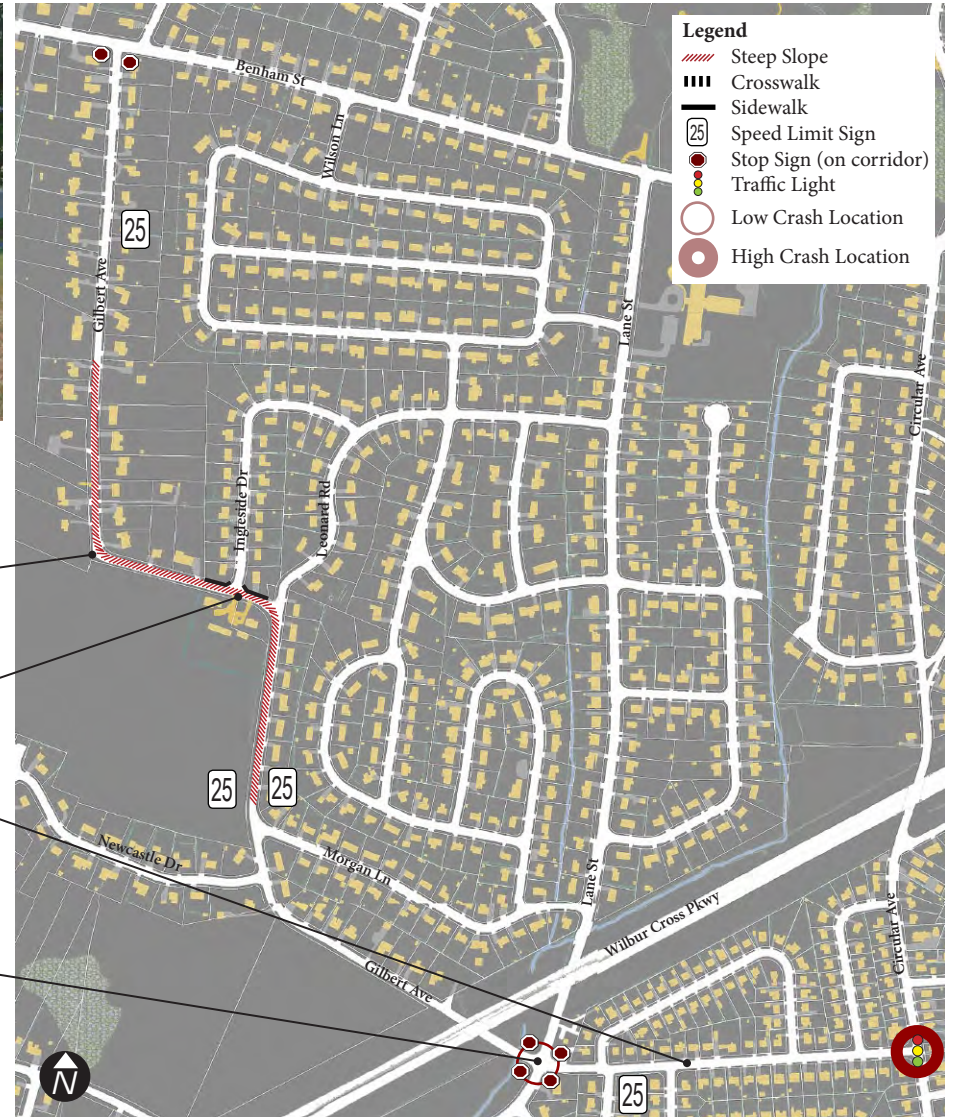 Legend
Steep Slope
Crosswalk
Sidewalk
25 Speed Limit Sign
Stop Sign (on corridor)
Traffic Light
Low Crash Location
High Crash Location
Benham St
Wilson Ln
25
Gilbert Ave
Lane St
Circular Ave
Ingleside Dr
Leonard Rd
25
25
Newcastle Dr
Morgan Ln
Lane St
Wilbur Cross Pkwy
Circular Ave
Gilbert Ave
25
N